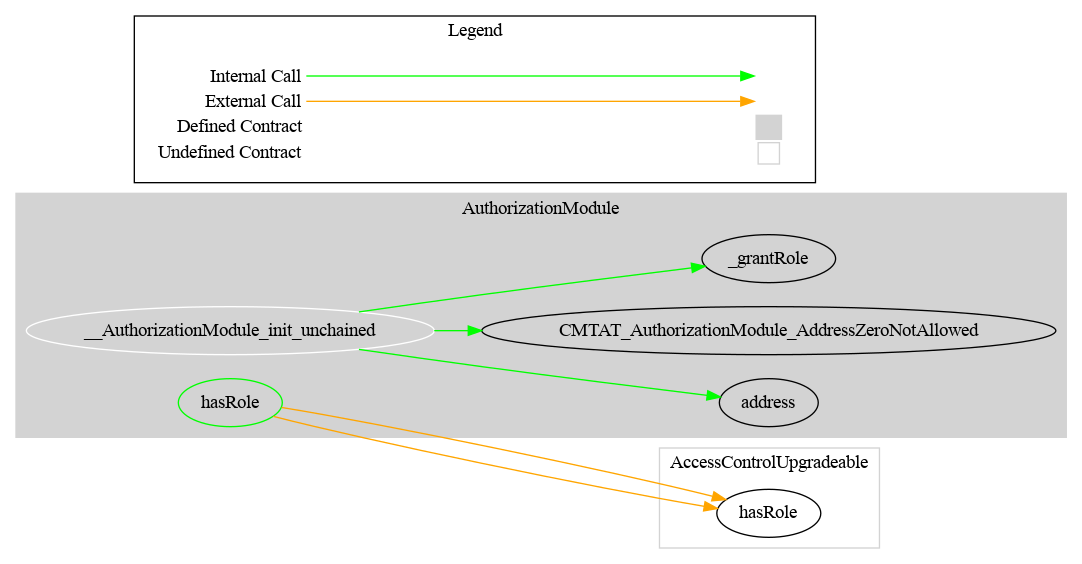 Legend
Internal Call
External Call
Defined Contract
Undefined Contract
AuthorizationModule
_grantRole
__AuthorizationModule_init_unchained
CMTAT_AuthorizationModule_AddressZeroNotAllowed
hasRole
address
AccessControlUpgradeable
hasRole